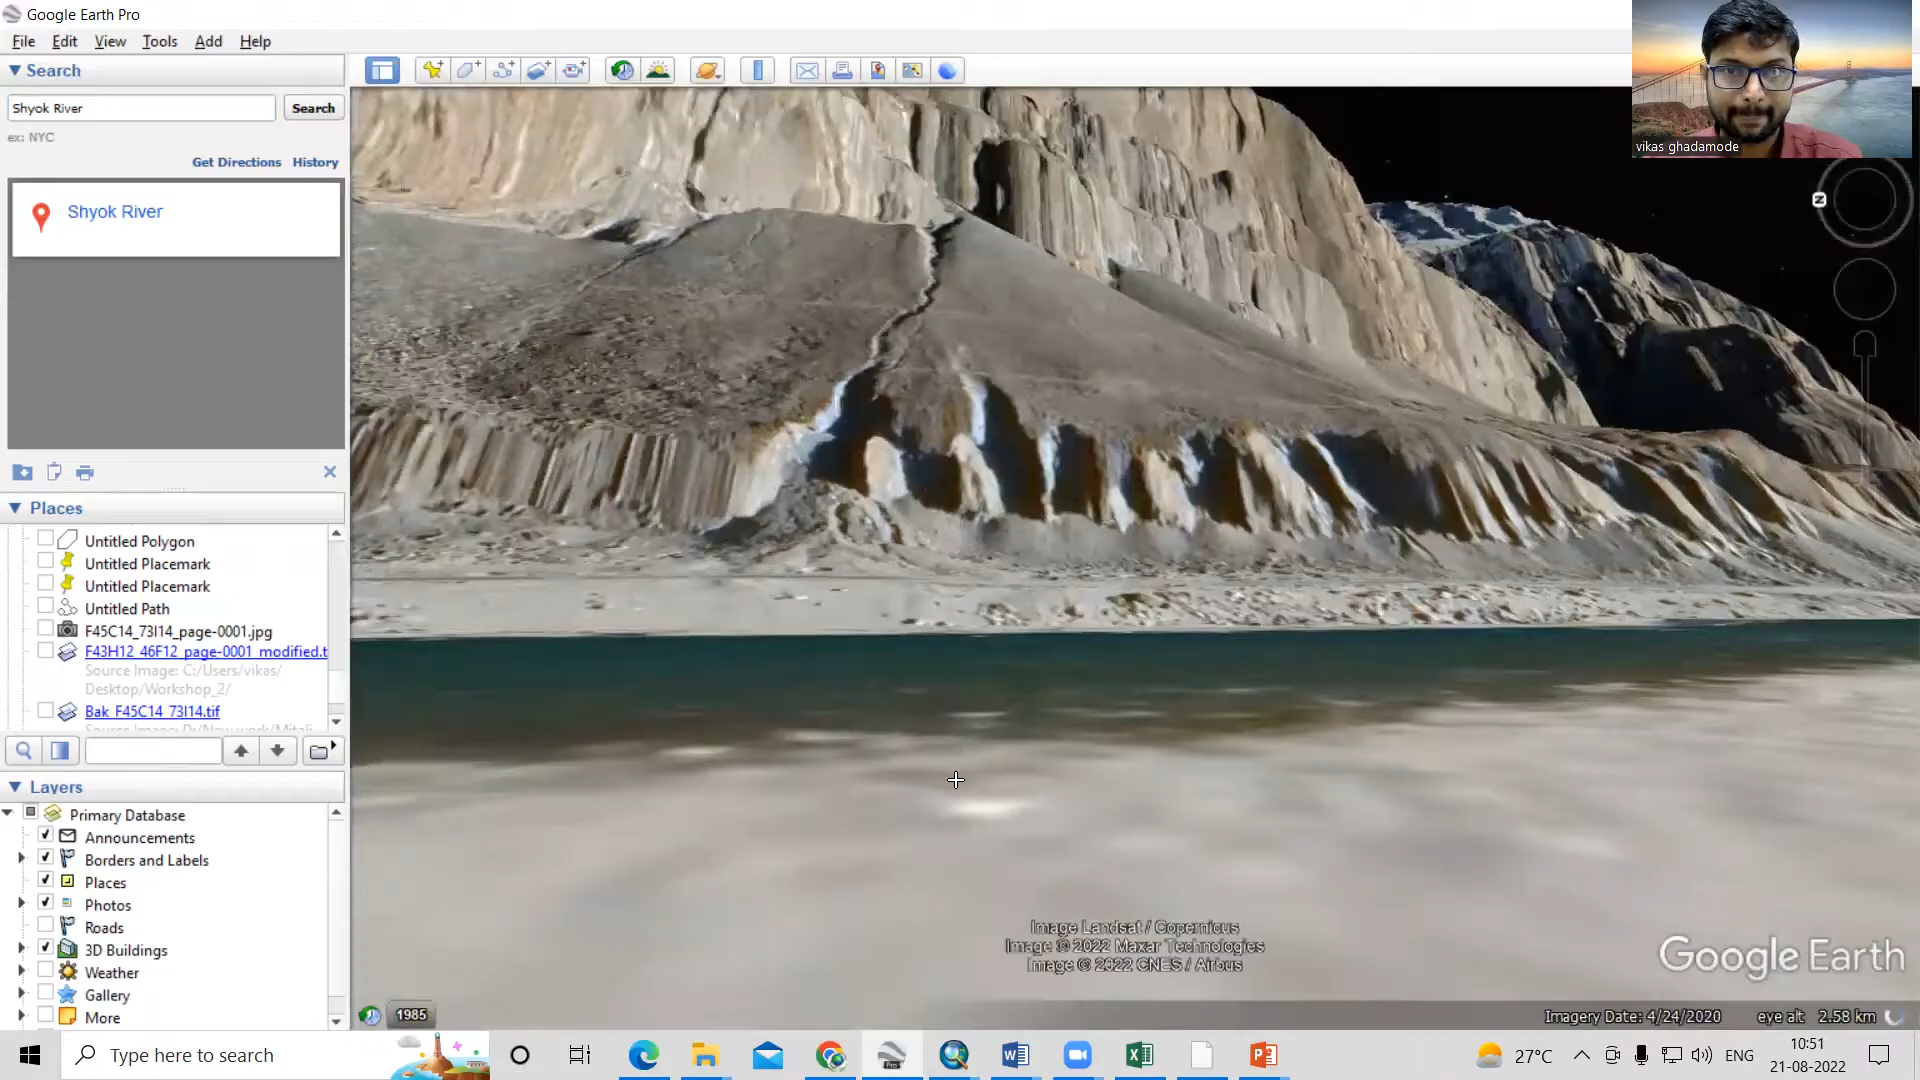 Google Earth Pro
File Edit View Tools Add Help
Search
Shyok River
Search
ex: NYC
Get Directions History
Shyok River
Places
Untitled Polygon
Untitled Placemark
Untitled Placemark
Untitled Path
F45C14_73I14_page-0001.jpg
F43H12_46F12_page-0001_modified.t
Source Image: C:/Users/vikas/
Desktop/Workshop_2/
Bak_F45C14_73I14.tif
Layers
Primary Database
Announcements
Borders and Labels
Places
Photos
Roads
3D Buildings
Weather
Gallery
More
vikas ghadamode
Z
Image Landsat / Copernicus
Image © 2022 Maxar Technologies
Image © 2022 CNES / Airbus
Google Earth
1985
Imagery Date: 4/24/2020 eye alt 2.58 km
Type here to search
27°C
ENG
10:51
21-08-2022